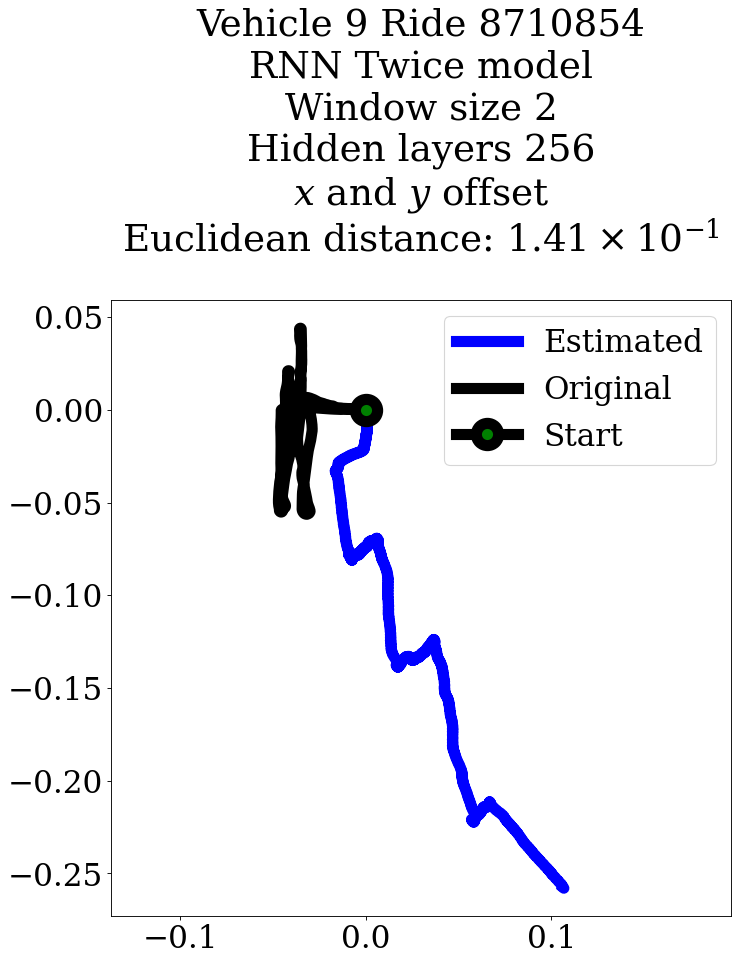 Vehicle 9 Ride 8710854
RNN Twice model
Window size 2
Hidden layers 256
x and y offset
Euclidean distance: 1.41 × 10⁻¹
0.05
0.00
−0.05
−0.10
−0.15
−0.20
−0.25
−0.1
0.0
0.1
Estimated
Original
Start